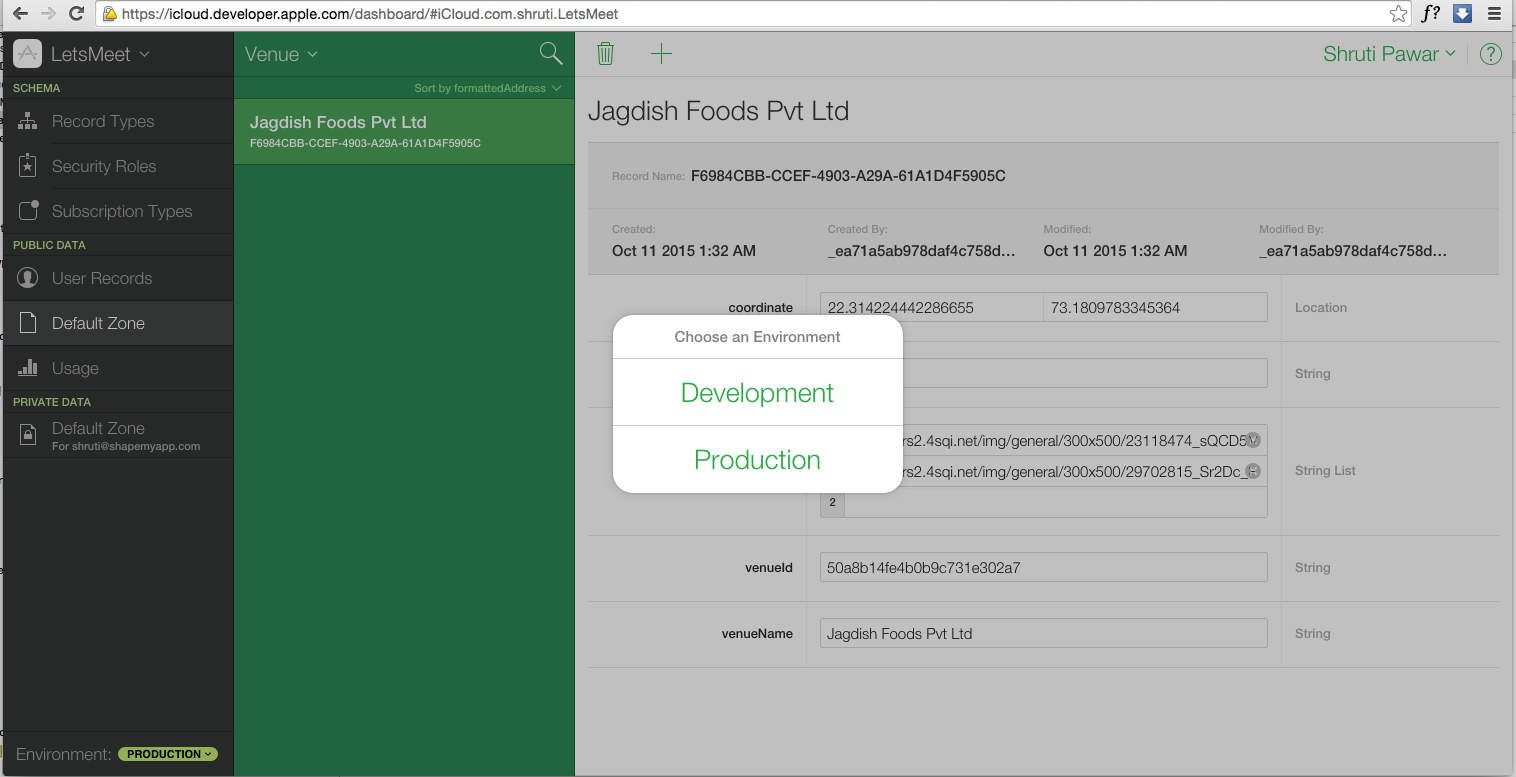 https://icloud.developer.apple.com/dashboard/#iCloud.com.shruti.LetsMeet
f?
LetsMeet
SCHEMA
Record Types
Security Roles
Subscription Types
PUBLIC DATA
User Records
Default Zone
Usage
PRIVATE DATA
Default Zone
For shruti@shapemyapp.com
Environment: PRODUCTION
Venue
Sort by formattedAddress
Jagdish Foods Pvt Ltd
F6984CBB-CCEF-4903-A29A-61A1D4F5905C
Shruti Pawar
?
Jagdish Foods Pvt Ltd
Record Name: F6984CBB-CCEF-4903-A29A-61A1D4F5905C
Created: Created By: Modified: Modified By:
Oct 11 2015 1:32 AM _ea71a5ab978daf4c758d... Oct 11 2015 1:32 AM _ea71a5ab978daf4c758d...
coordinate 22.314224442286655 73.1809783345364 Location
String
rs2.4sqi.net/img/general/300x500/23118474_sQCD5
rs2.4sqi.net/img/general/300x500/29702815_Sr2Dc_
String List
2
venueId 50a8b14fe4b0b9c731e302a7 String
venueName Jagdish Foods Pvt Ltd String
Choose an Environment
Development
Production